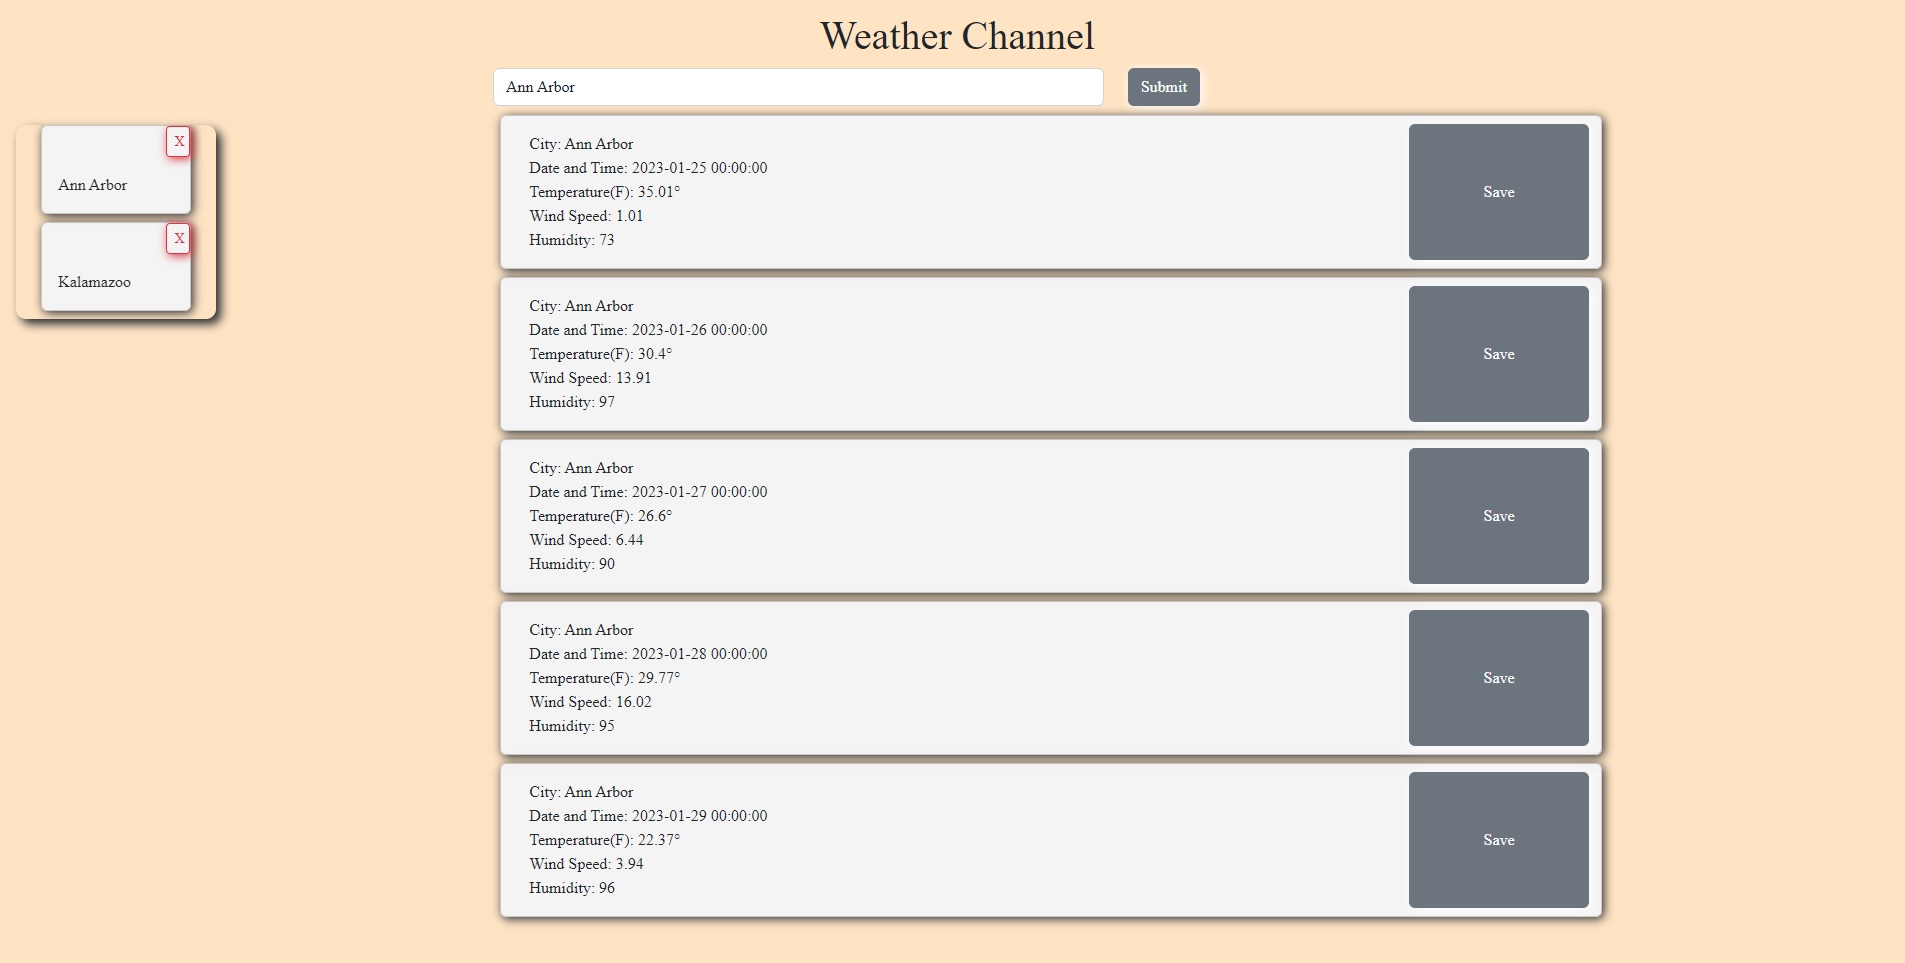 Weather Channel
Ann Arbor
Submit
X
Ann Arbor
X
Kalamazoo
City: Ann Arbor
Date and Time: 2023-01-25 00:00:00
Temperature(F): 35.01°
Wind Speed: 1.01
Humidity: 73
Save
City: Ann Arbor
Date and Time: 2023-01-26 00:00:00
Temperature(F): 30.4°
Wind Speed: 13.91
Humidity: 97
Save
City: Ann Arbor
Date and Time: 2023-01-27 00:00:00
Temperature(F): 26.6°
Wind Speed: 6.44
Humidity: 90
Save
City: Ann Arbor
Date and Time: 2023-01-28 00:00:00
Temperature(F): 29.77°
Wind Speed: 16.02
Humidity: 95
Save
City: Ann Arbor
Date and Time: 2023-01-29 00:00:00
Temperature(F): 22.37°
Wind Speed: 3.94
Humidity: 96
Save